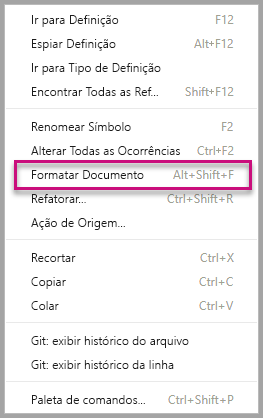 Ir para Definição F12
Espiar Definição Alt+F12
Ir para Tipo de Definição
Encontrar Todas as Ref... Shift+F12
Renomear Símbolo F2
Alterar Todas as Ocorrências Ctrl+F2
Formatar Documento Alt+Shift+F
Refatorar... Ctrl+Shift+R
Ação de Origem...
Recortar Ctrl+X
Copiar Ctrl+C
Colar Ctrl+V
Git: exibir histórico do arquivo
Git: exibir histórico da linha
Paleta de comandos... Ctrl+Shift+P